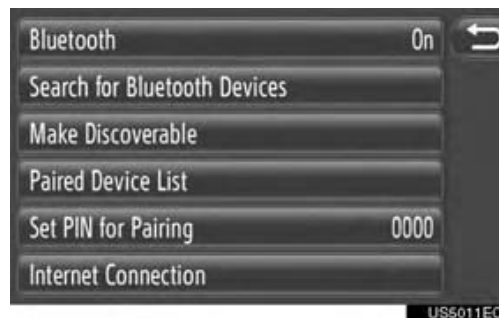 Bluetooth On
Search for Bluetooth Devices
Make Discoverable
Paired Device List
Set PIN for Pairing 0000
Internet Connection
US5011EC